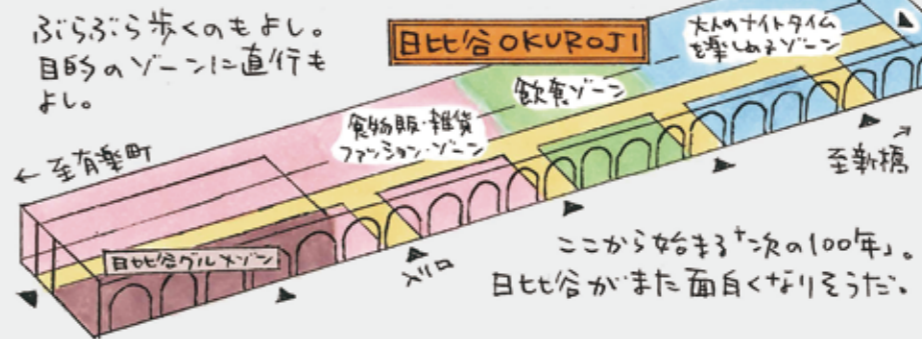 ぶらぶら歩くのもよし。
目的のゾーンに直行も
よし。
日比谷OKUROJI
大人のナイトタイム
を楽しめるゾーン
飲食ゾーン
食物販・雑貨
ファッション・ゾーン
← 至有楽町
至新橋
日比谷グルメゾン
入り口
ここから始まる「次の100年」。
日比谷がまた面白くなりそうだ。